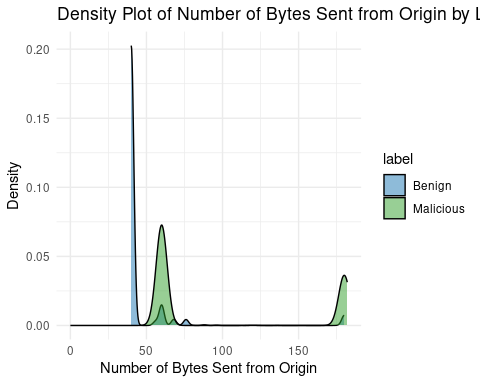 Density Plot of Number of Bytes Sent from Origin by L
0.20
0.15
0.10
0.05
0.00
Density
0
50
100
150
Number of Bytes Sent from Origin
label
Benign
Malicious